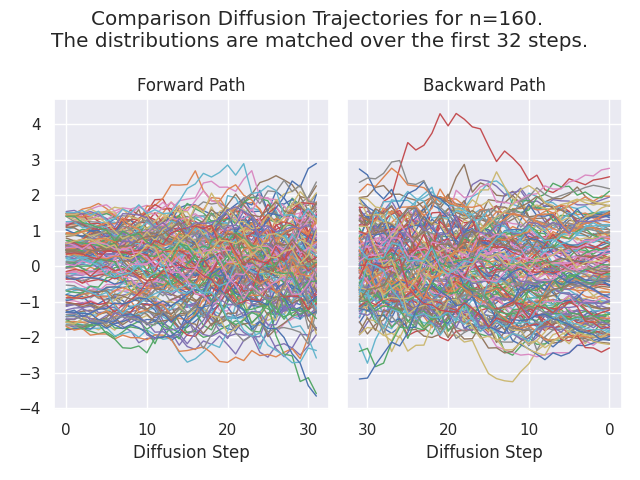 Comparison Diffusion Trajectories for n=160.
The distributions are matched over the first 32 steps.
Forward Path
Backward Path
4
3
2
1
0
−1
−2
−3
−4
0 10 20 30
30 20 10 0
Diffusion Step
Diffusion Step